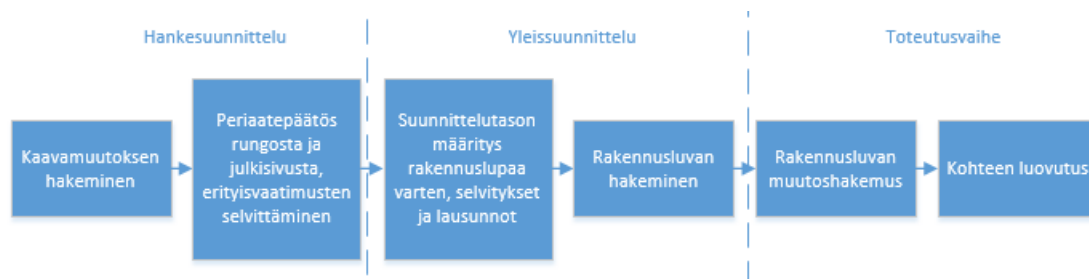 Hankesuunnittelu
Yleissuunnittelu
Toteutusvaihe
Kaavamuutoksen
hakeminen
Periaatepäätös
rungosta ja
julkisivusta,
erityisvaatimusten
selvittäminen
Suunnittelutason
määritys
rakennuslupaa
varten, selvitykset
ja lausunnot
Rakennusluvan
hakeminen
Rakennusluvan
muutoshakemus
Kohteen luovutus